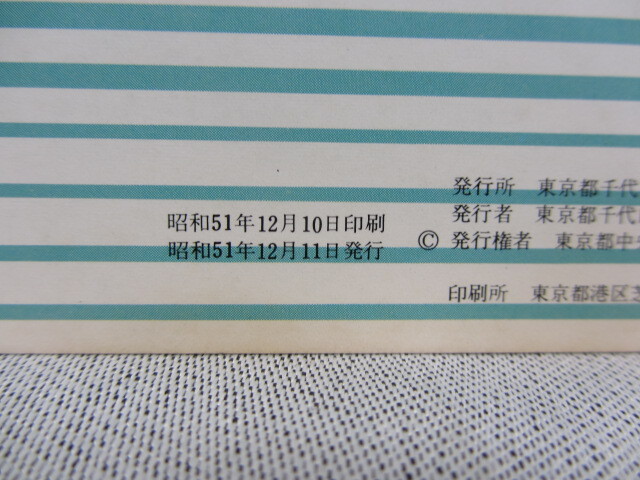 昭和51年12月10日印刷
昭和51年12月11日発行
発行所 東京都千代
発行者 東京都千代
© 発行権者 東京都中
印刷所 東京都港区芝